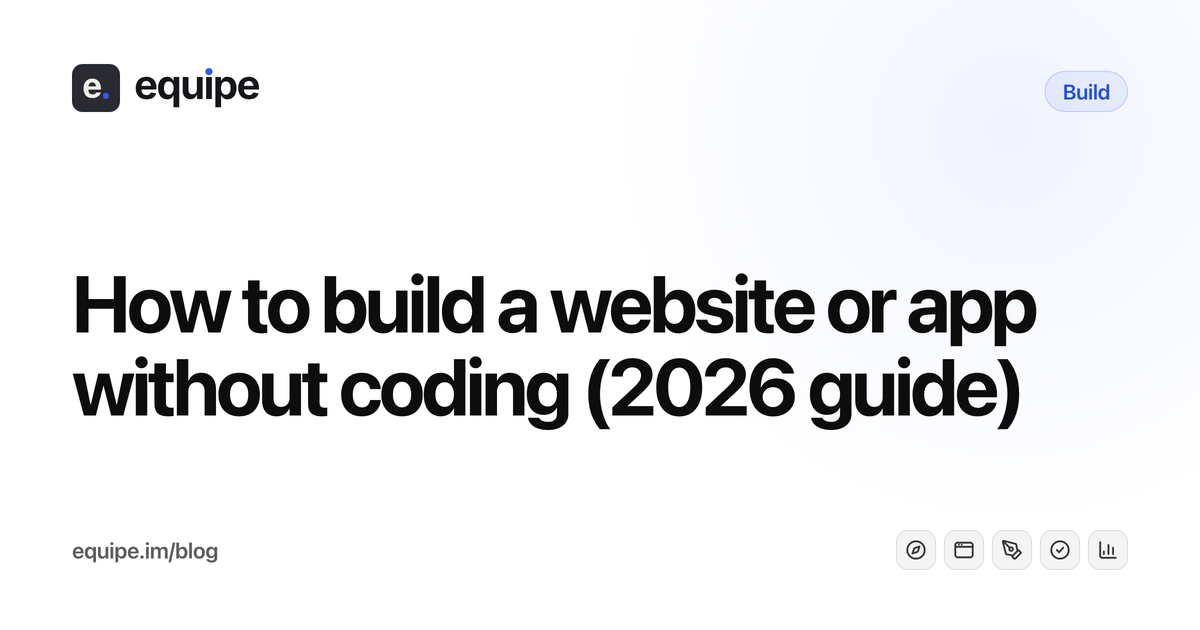 e.
equipe
Build
How to build a website or app
without coding (2026 guide)
equipe.im/blog